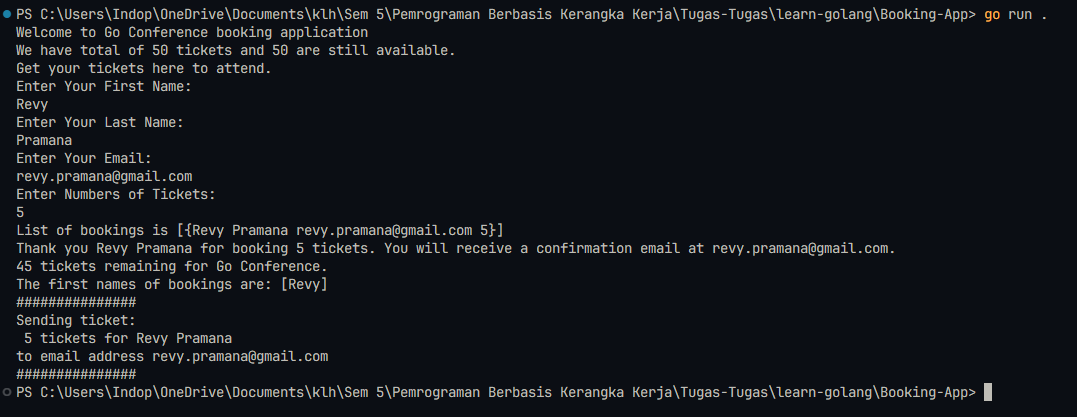 PS C:\Users\Indop\OneDrive\Documents\klh\Sem 5\Pemrograman Berbasis Kerangka Kerja\Tugas-Tugas\learn-golang\Booking-App> go run .
Welcome to Go Conference booking application
We have total of 50 tickets and 50 are still available.
Get your tickets here to attend.
Enter Your First Name:
Revy
Enter Your Last Name:
Pramana
Enter Your Email:
revy.pramana@gmail.com
Enter Numbers of Tickets:
5
List of bookings is [{Revy Pramana revy.pramana@gmail.com 5}]
Thank you Revy Pramana for booking 5 tickets. You will receive a confirmation email at revy.pramana@gmail.com.
45 tickets remaining for Go Conference.
The first names of bookings are: [Revy]
###############
Sending ticket:
 5 tickets for Revy Pramana
to email address revy.pramana@gmail.com
###############
PS C:\Users\Indop\OneDrive\Documents\klh\Sem 5\Pemrograman Berbasis Kerangka Kerja\Tugas-Tugas\learn-golang\Booking-App>